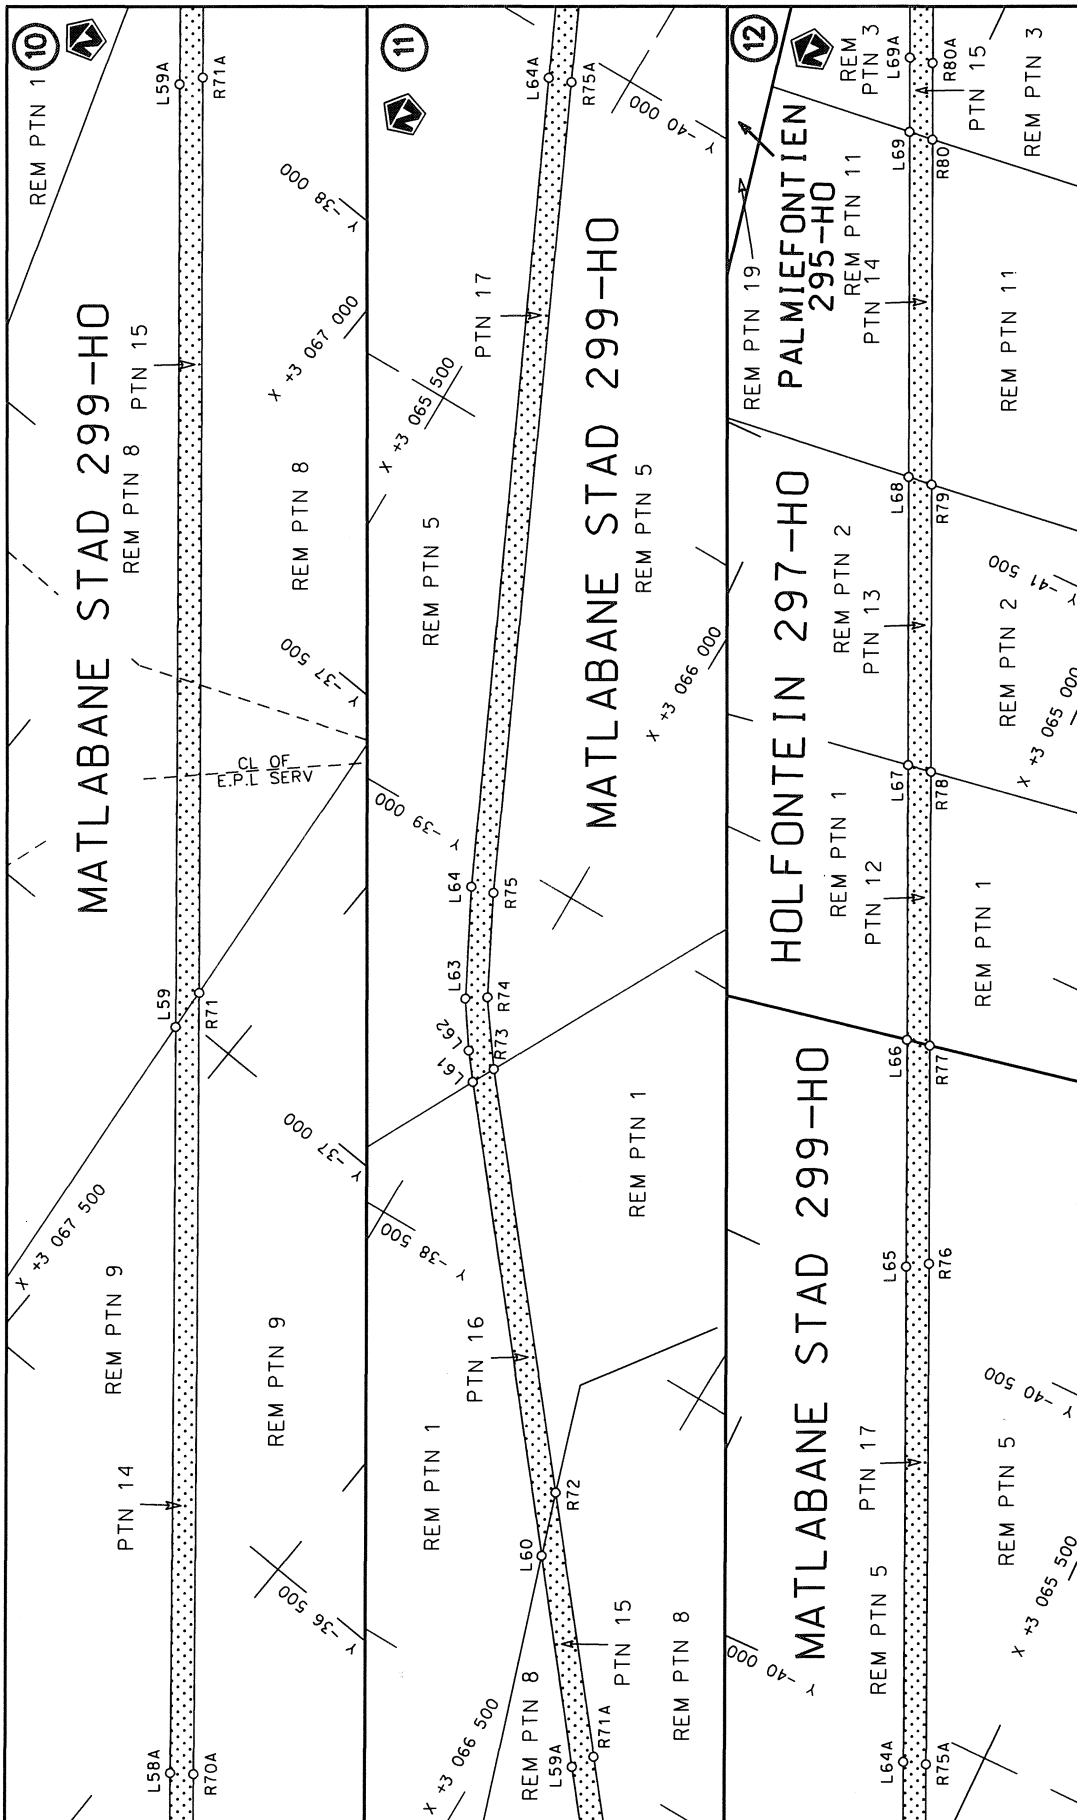 10
N
REM PTN 1
L59A
R71A
MATLABANE STAD 299-HO
REM PTN 8
PTN 15
Y -38 000
X +3 067 000
REM PTN 8
Y -37 500
CL OF
E.P.L SERV
L59
R71
Y -37 000
X +3 067 500
REM PTN 9
REM PTN 9
PTN 14
Y -36 500
L58A
R70A
11
N
L64A
R75A
Y -40 000
PTN 17
X +3 065 500
REM PTN 5
MATLABANE STAD 299-HO
REM PTN 5
X +3 066 000
Y -39 000
L64
R75
L63
R74
L62
L61
R73
REM PTN 1
Y -38 500
PTN 16
REM PTN 1
L60
R72
PTN 15
REM PTN 8
REM PTN 8
X +3 066 500
L59A
R71A
12
N
REM
PTN 3
L69A
R80A
PTN 15
REM PTN 3
L69
R80
PALMIEFONTIEN
295-HO
REM PTN 11
PTN 14
REM PTN 19
REM PTN 11
L68
R79
HOLFONTEIN 297-HO
REM PTN 2
PTN 13
Y -41 500
REM PTN 2
X +3 065 000
L67
R78
REM PTN 1
PTN 12
REM PTN 1
L66
R77
MATLABANE STAD 299-HO
L65
R76
Y -40 500
PTN 17
REM PTN 5
REM PTN 5
X +3 065 500
Y -40 000
L64A
R75A